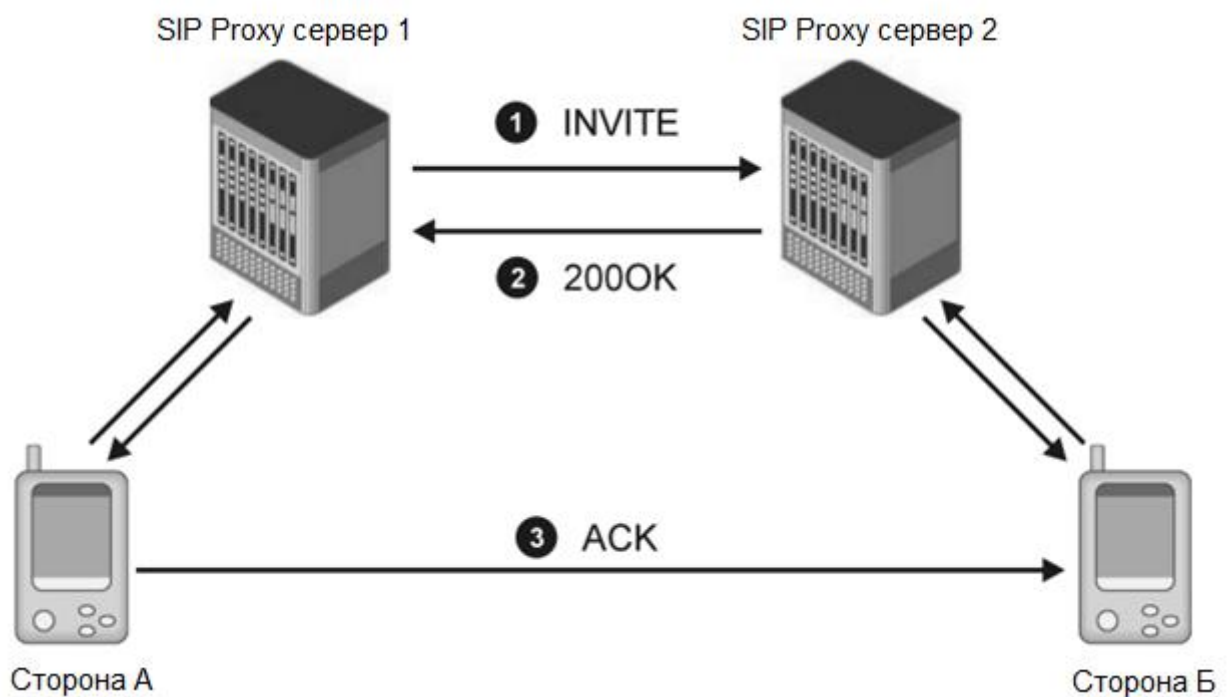 SIP Proxy сервер 1
SIP Proxy сервер 2
1 INVITE
2 200OK
3 ACK
Сторона А
Сторона Б